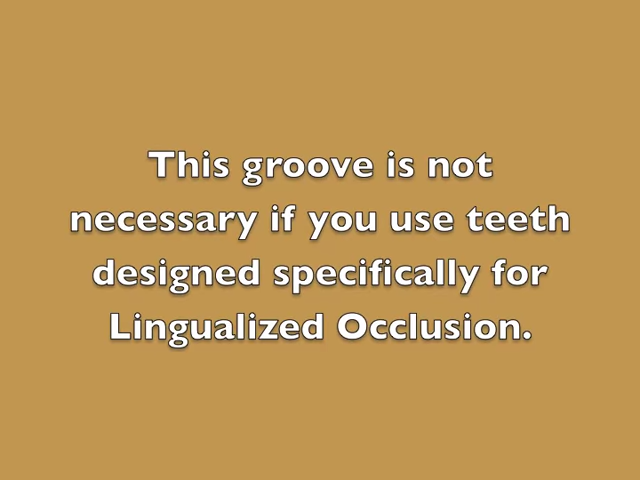 This groove is not
necessary if you use teeth
designed specifically for
Lingualized Occlusion.